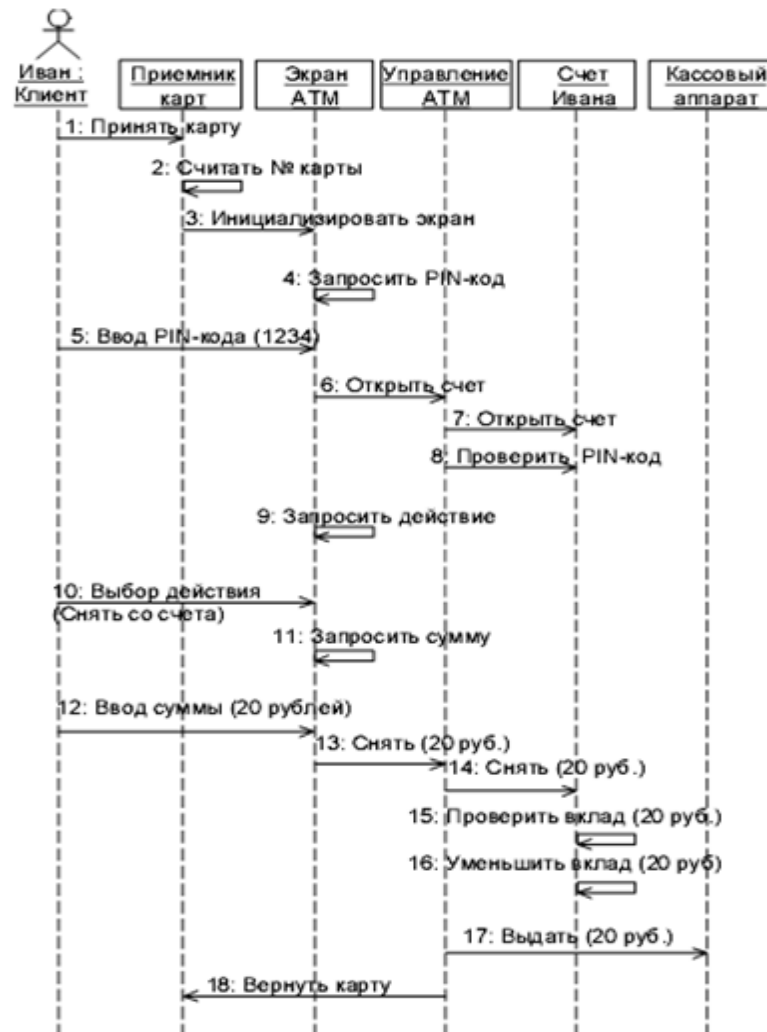 Иван :
Клиент
Приемник
карт
Экран
АТМ
Управление
АТМ
Счет
Ивана
Кассовый
аппарат
1: Принять карту
2: Считать № карты
3: Инициализировать экран
4: Запросить PIN-код
5: Ввод PIN-кода (1234)
6: Открыть счет
7: Открыть счет
8: Проверить PIN-код
9: Запросить действие
10: Выбор действия
(Снять со счета)
11: Запросить сумму
12: Ввод суммы (20 рублей)
13: Снять (20 руб.)
14: Снять (20 руб.)
15: Проверить вклад (20 руб.)
16: Уменьшить вклад (20 руб)
17: Выдать (20 руб.)
18: Вернуть карту